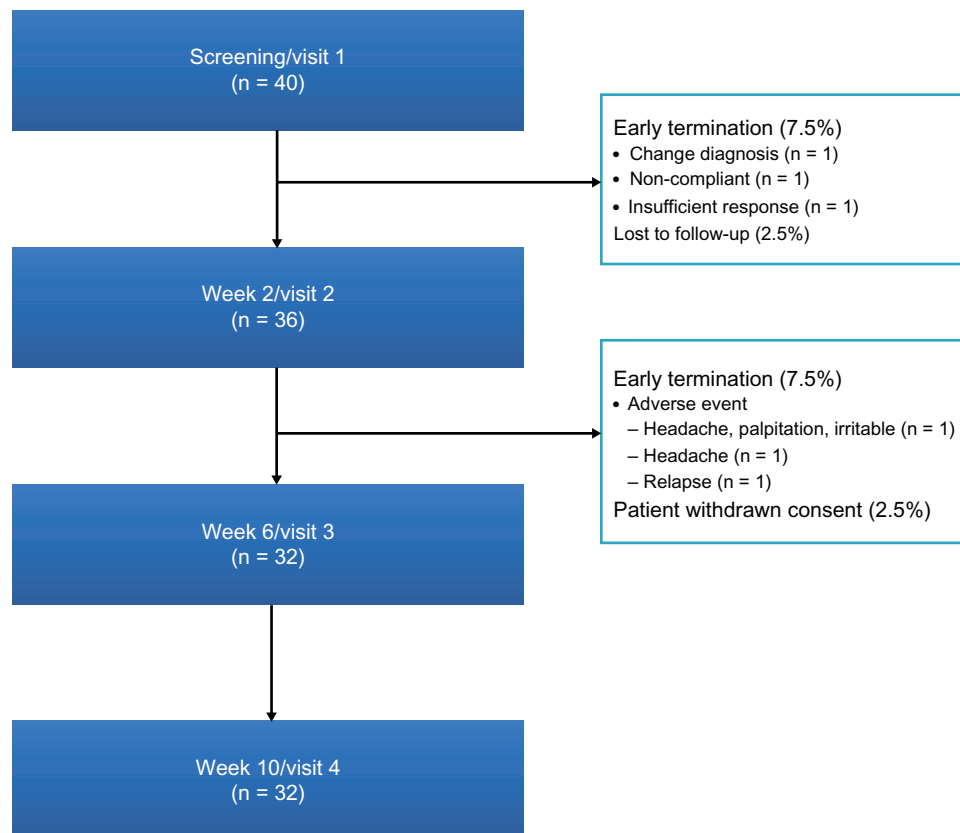 Screening/visit 1
(n = 40)
Early termination (7.5%)
• Change diagnosis (n = 1)
• Non-compliant (n = 1)
• Insufficient response (n = 1)
Lost to follow-up (2.5%)
Week 2/visit 2
(n = 36)
Early termination (7.5%)
• Adverse event
– Headache, palpitation, irritable (n = 1)
– Headache (n = 1)
– Relapse (n = 1)
Patient withdrawn consent (2.5%)
Week 6/visit 3
(n = 32)
Week 10/visit 4
(n = 32)